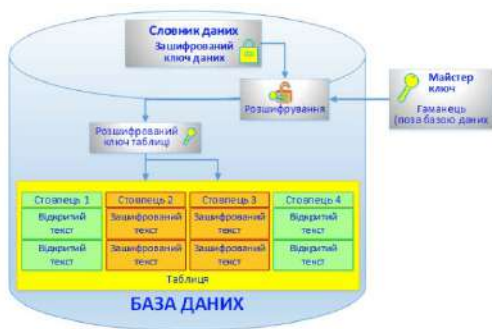 Словник даних
Зашифрований
ключ даних
Майстер
ключ
Гаманець
(поза базою даних
Розшифрування
Розшифрований
ключ таблиці
Стовпець 1
Стовпець 2
Стовпець 3
Стовпець 4
Відкритий
текст
Зашифрований
текст
Зашифрований
текст
Відкритий
текст
Відкритий
текст
Зашифрований
текст
Зашифрований
текст
Відкритий
текст
Таблиця
БАЗА ДАНИХ